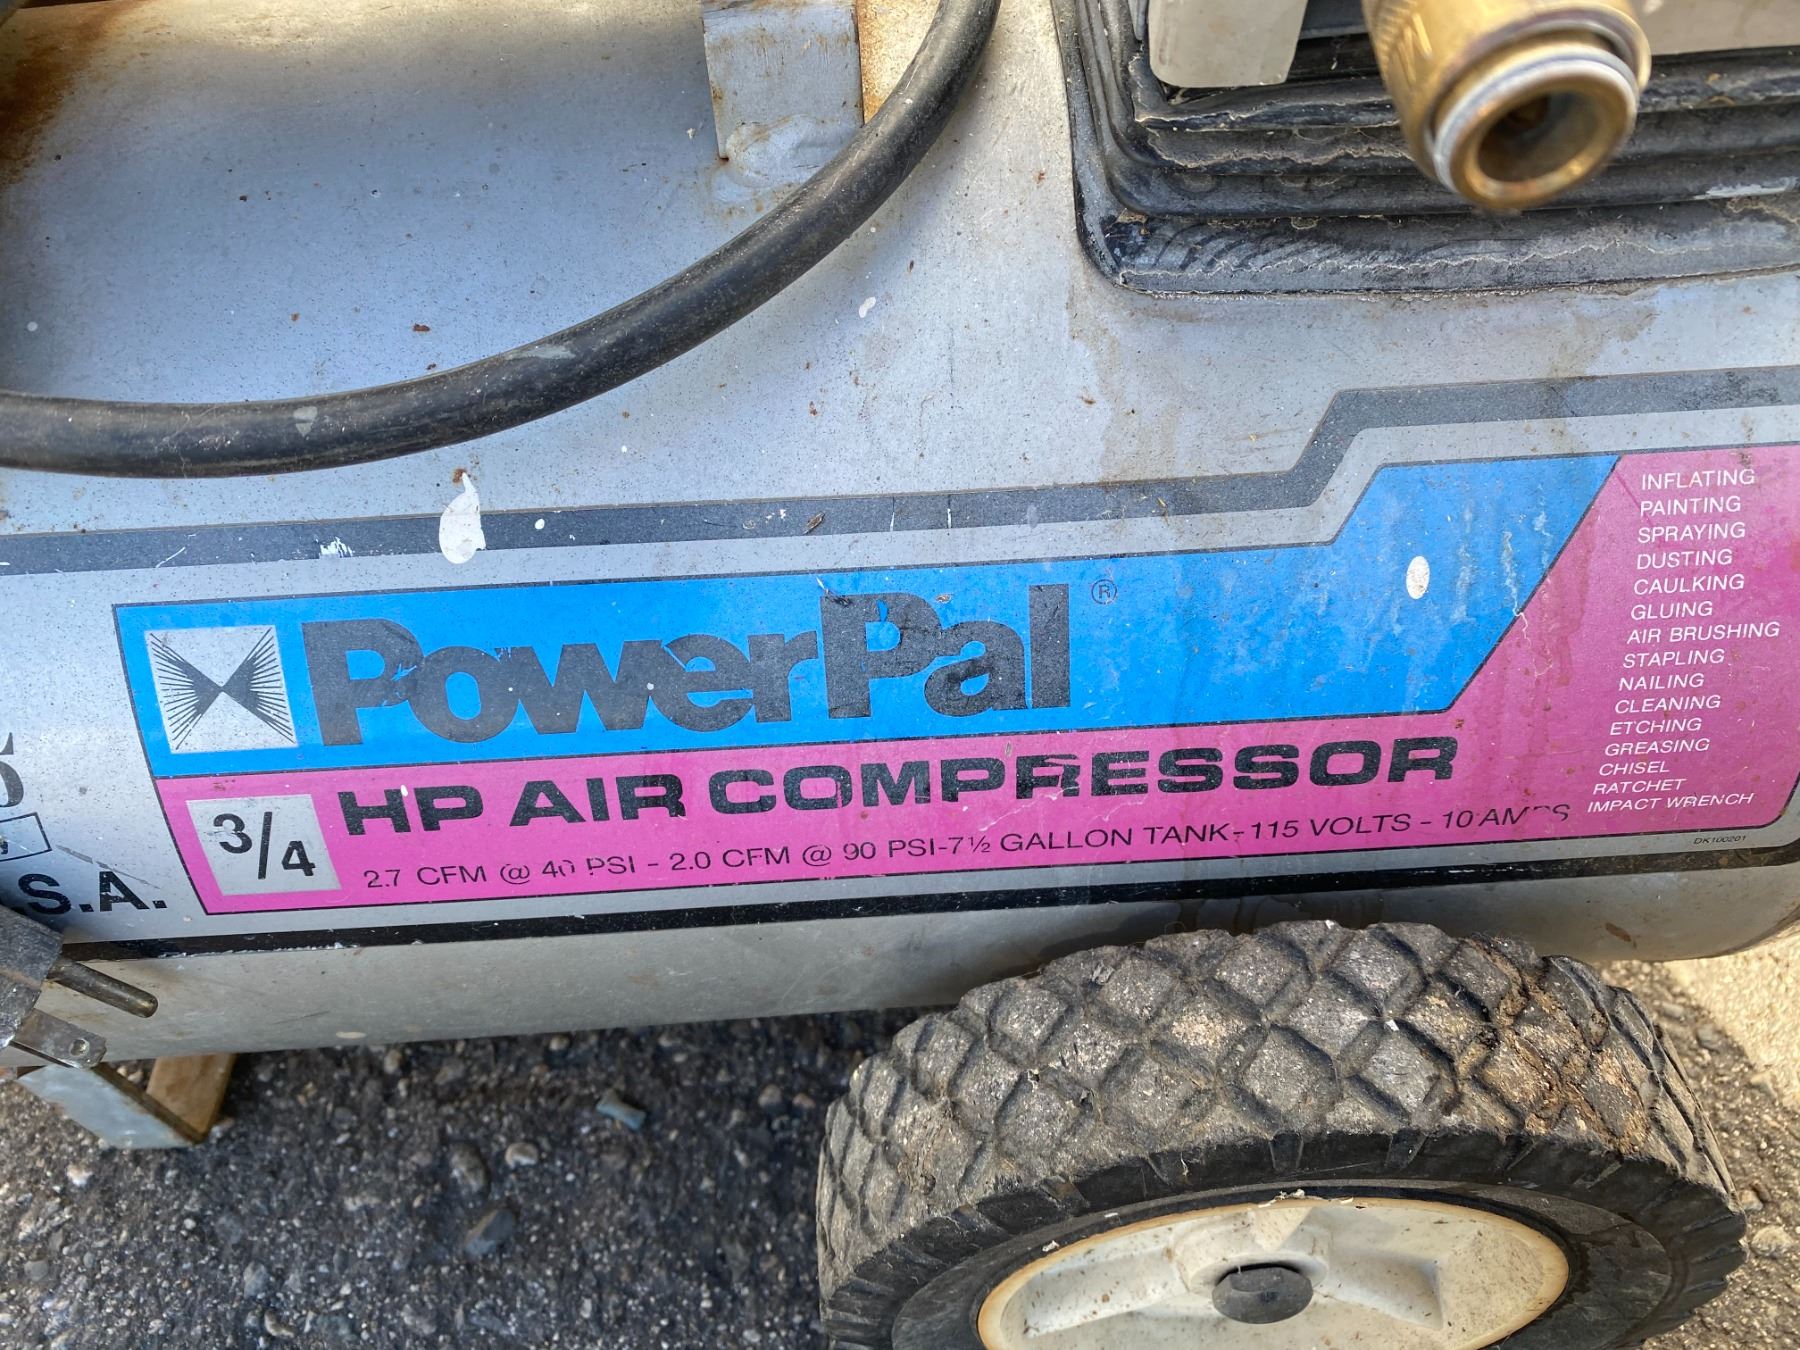 PowerPal®
3/4 HP AIR COMPRESSOR
2.7 CFM @ 40 PSI - 2.0 CFM @ 90 PSI-7½ GALLON TANK-115 VOLTS - 10 AMPS
INFLATING
PAINTING
SPRAYING
DUSTING
CAULKING
GLUING
AIR BRUSHING
STAPLING
NAILING
CLEANING
ETCHING
GREASING
CHISEL
RATCHET
IMPACT WRENCH
DK100201
S.A.